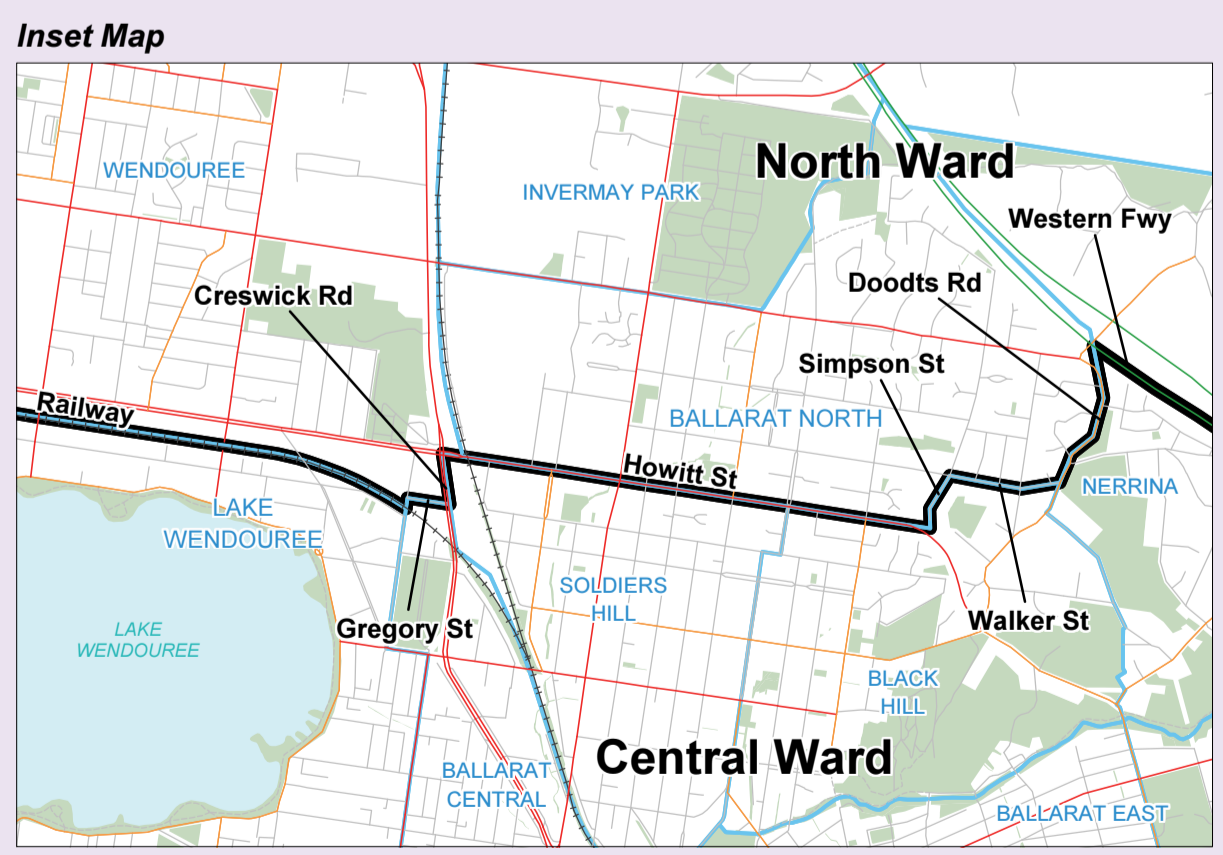 Inset Map
North Ward
WENDOUREE
INVERMAY PARK
Western Fwy
Doodts Rd
Creswick Rd
Simpson St
Railway
BALLARAT NORTH
Howitt St
NERRINA
LAKE
WENDOUREE
SOLDIERS
HILL
Walker St
Gregory St
LAKE
WENDOUREE
BLACK
HILL
Central Ward
BALLARAT
CENTRAL
BALLARAT EAST